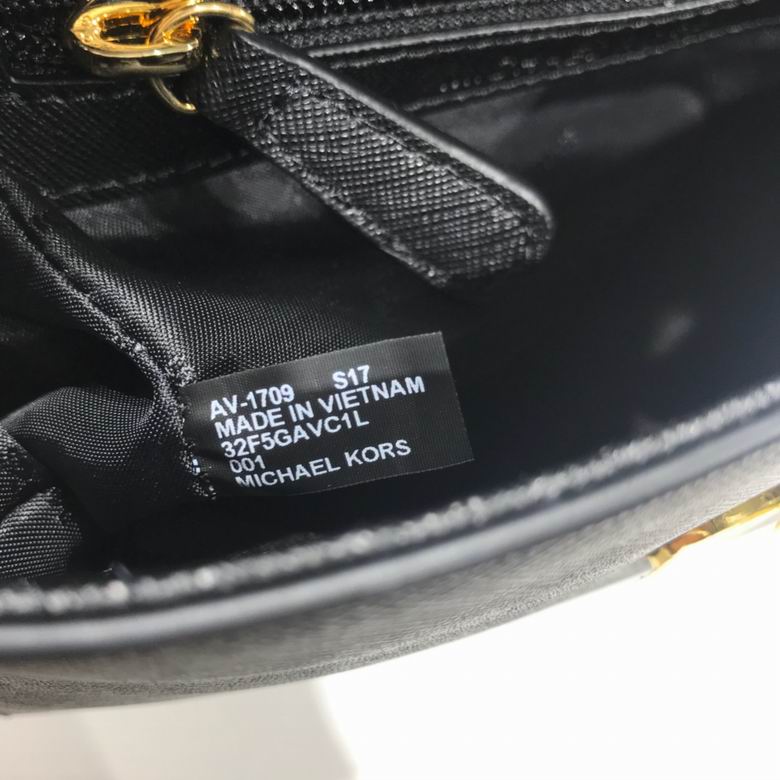 AV-1709 S17
MADE IN VIETNAM
32F5GAVC1L
001
MICHAEL KORS